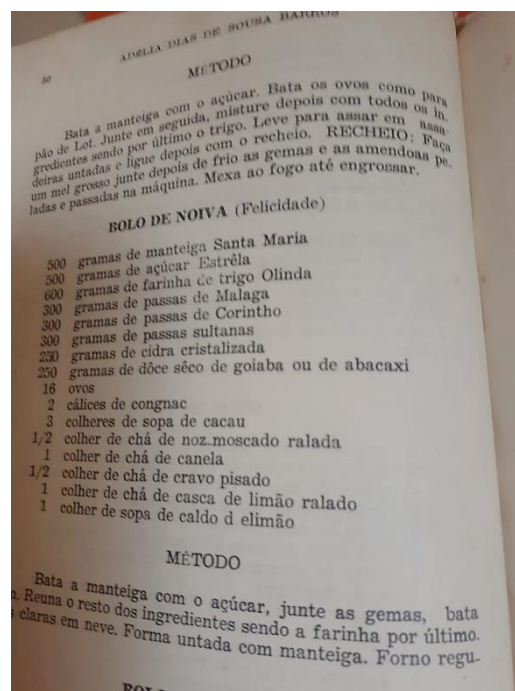 ADELIA DIAS DE SOUSA BARROS
30
MÉTODO
Bata a manteiga com o açúcar. Bata os ovos como para
pão de Lot. Junte em seguida, misture depois com todos os in-
gredientes sendo por último o trigo. Leve para assar em assa-
deiras untadas e ligue depois com o recheio. RECHEIO: Faça
um mel grosso junte depois de frio as gemas e as amendoas pe-
ladas e passadas na máquina. Mexa ao fogo até engrossar.
BOLO DE NOIVA (Felicidade)
500 gramas de manteiga Santa Maria
500 gramas de açúcar Estrêla
600 gramas de farinha de trigo Olinda
300 gramas de passas de Malaga
300 gramas de passas de Corintho
300 gramas de passas sultanas
250 gramas de cidra cristalizada
250 gramas de dôce sêco de goiaba ou de abacaxi
16 ovos
2 cálices de congnac
3 colheres de sopa de cacau
1/2 colher de chá de noz-moscado ralada
1 colher de chá de canela
1/2 colher de chá de cravo pisado
1 colher de chá de casca de limão ralado
1 colher de sopa de caldo d elimão
MÉTODO
Bata a manteiga com o açúcar, junte as gemas, bata
Reuna o resto dos ingredientes sendo a farinha por último.
claras em neve. Forma untada com manteiga. Forno regu-